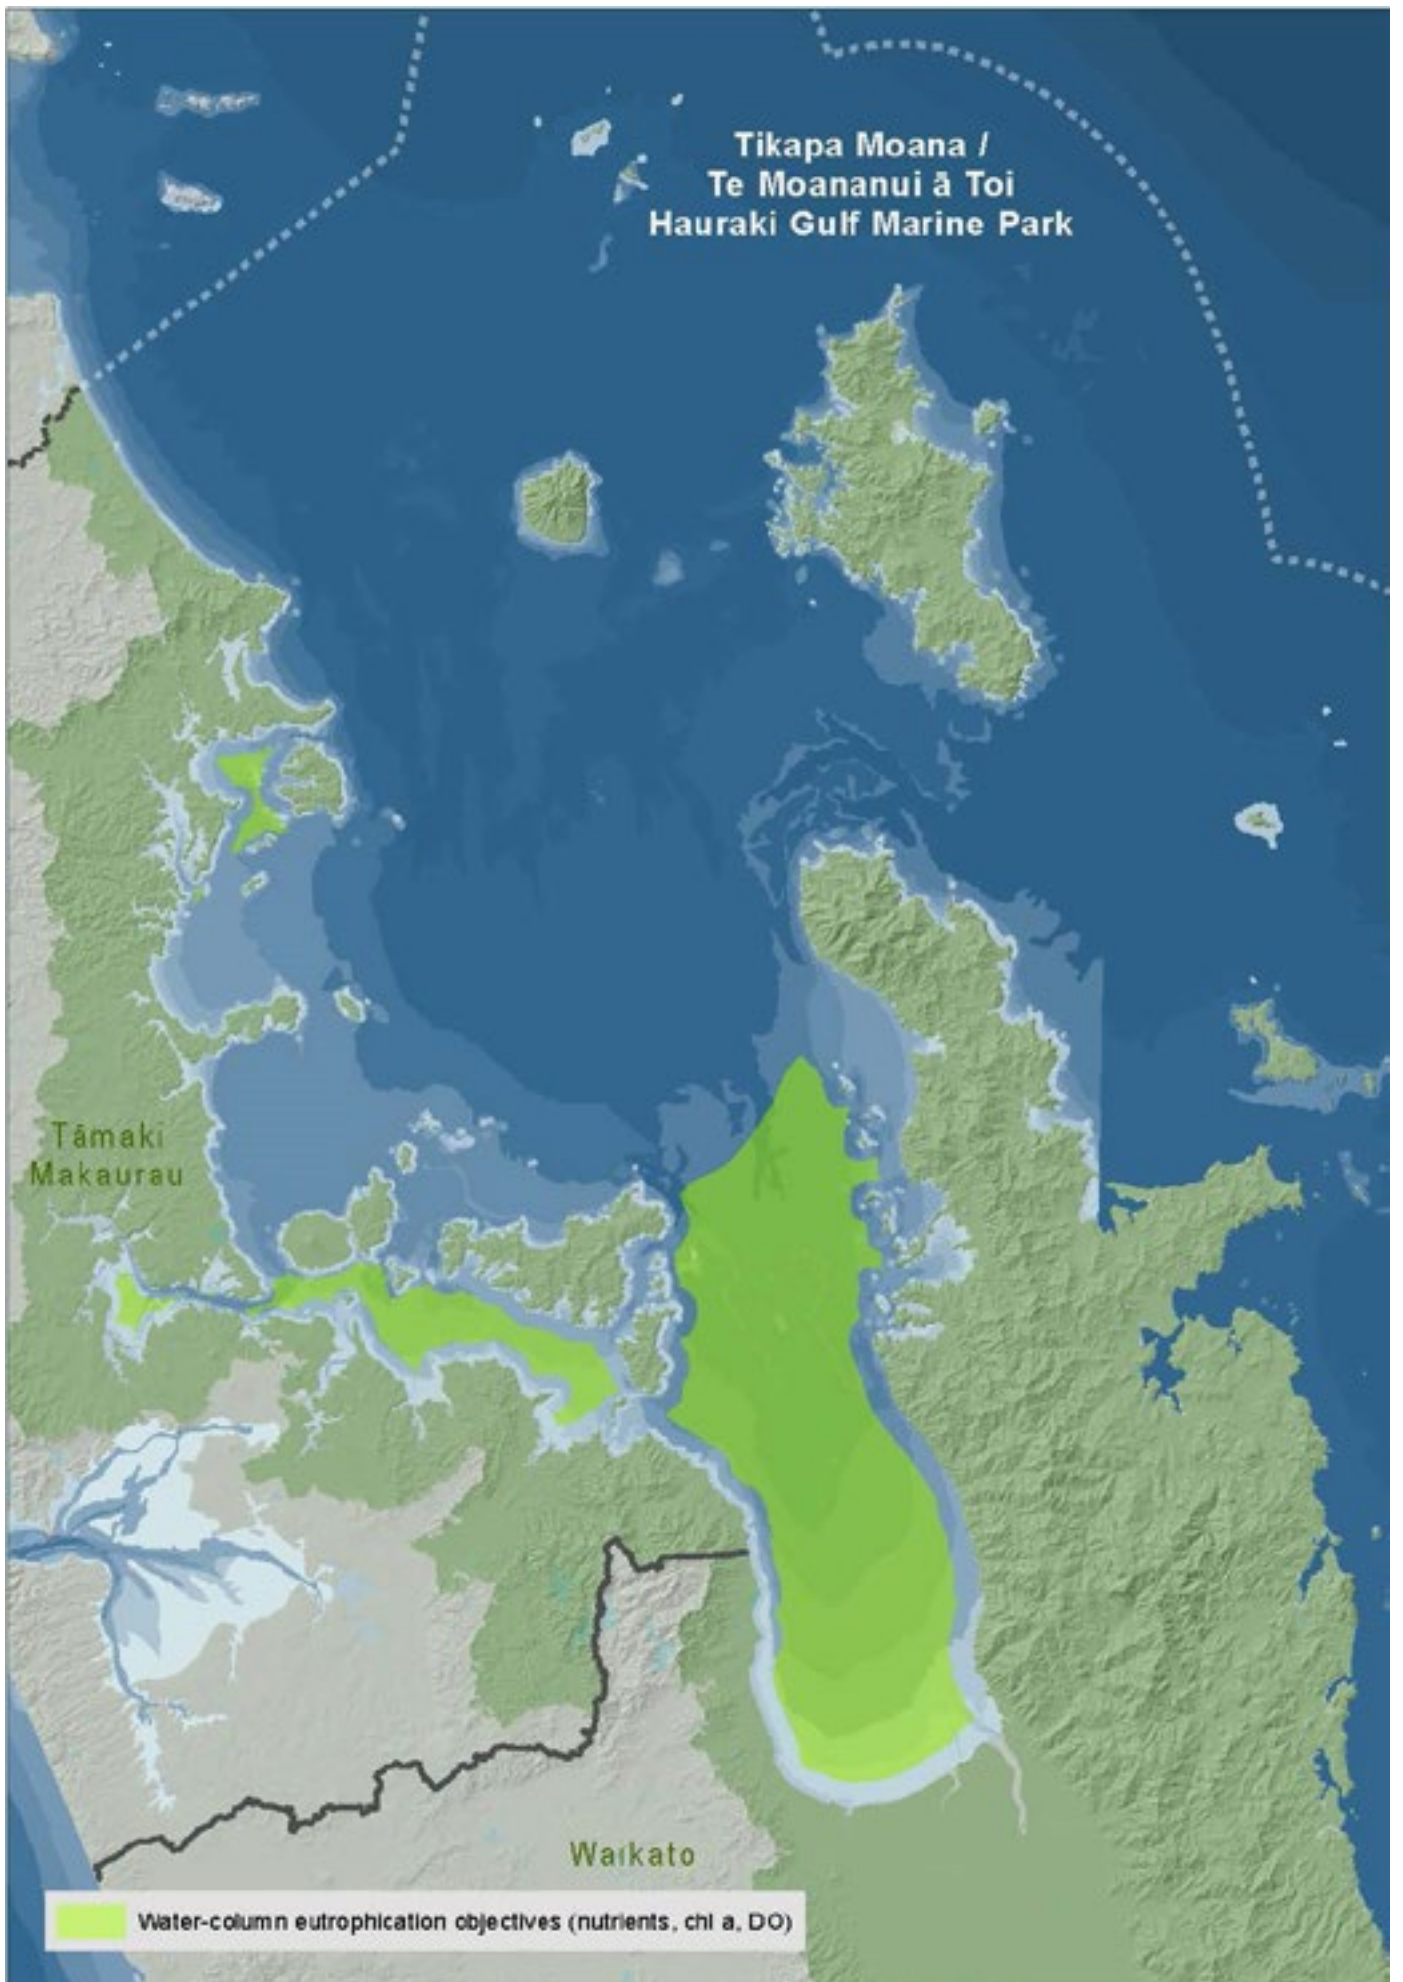 Tikapa Moana /
Te Moananui ā Toi
Hauraki Gulf Marine Park
Tāmaki
Makaurau
Waikato
Water-column eutrophication objectives (nutrients, chl a, DO)